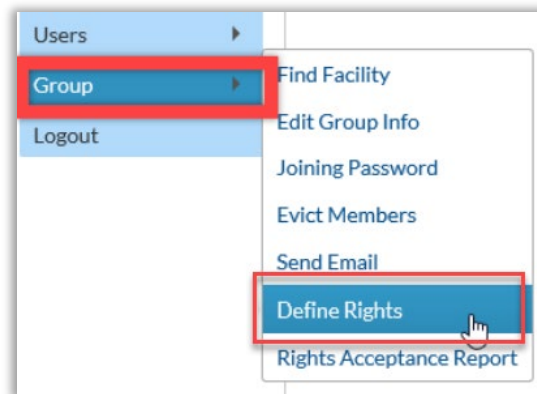 Users
Group
Logout
Find Facility
Edit Group Info
Joining Password
Evict Members
Send Email
Define Rights
Rights Acceptance Report